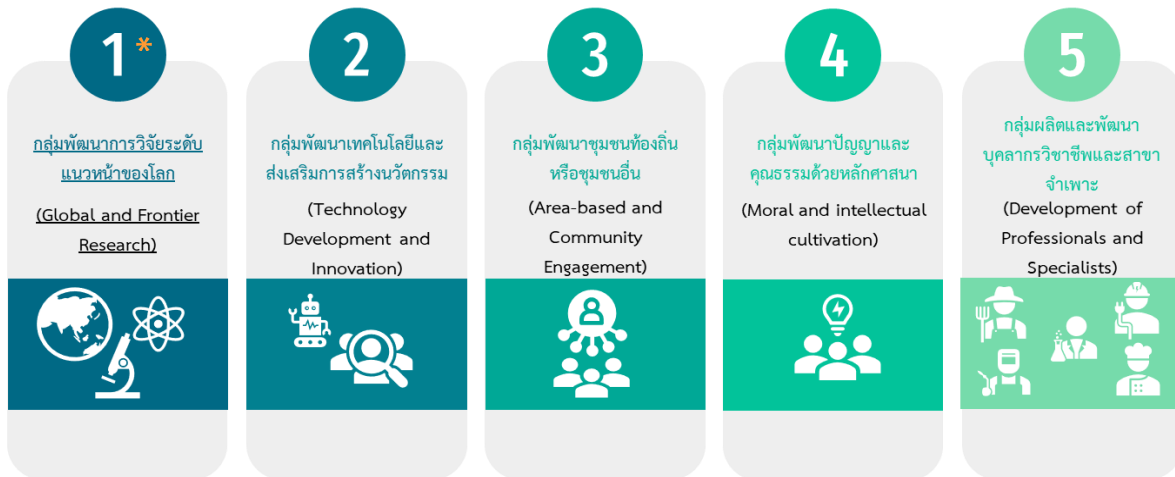 1*
กลุ่มพัฒนาการวิจัยระดับ
แนวหน้าของโลก
(Global and Frontier
Research)
2
กลุ่มพัฒนาเทคโนโลยีและ
ส่งเสริมการสร้างนวัตกรรม
(Technology
Development and
Innovation)
3
กลุ่มพัฒนาชุมชนท้องถิ่น
หรือชุมชนอื่น
(Area-based and
Community
Engagement)
4
กลุ่มพัฒนาปัญญาและ
คุณธรรมด้วยหลักศาสนา
(Moral and intellectual
cultivation)
5
กลุ่มผลิตและพัฒนา
บุคลากรวิชาชีพและสาขา
จำเพาะ
(Development of
Professionals and
Specialists)